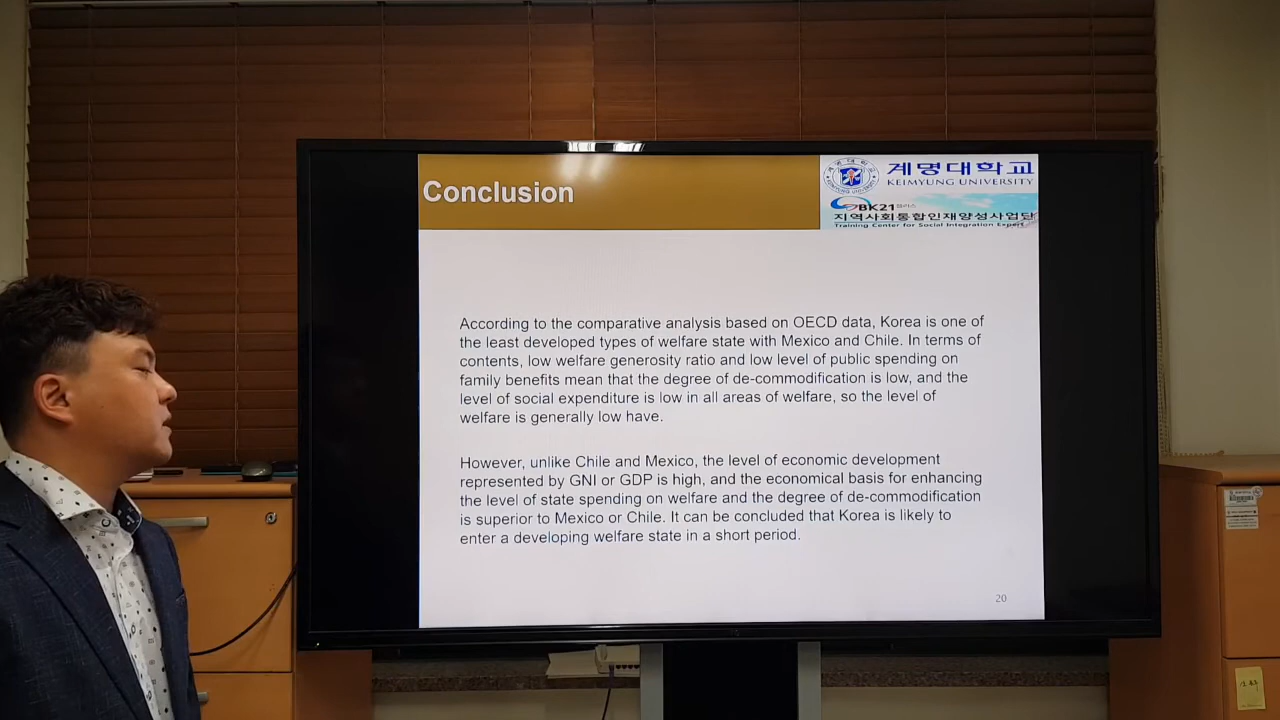 Conclusion
계명대학교
KEIMYUNG UNIVERSITY
BK21플러스
지역사회통합인재양성사업단
Training Center for Social Integration Expert
According to the comparative analysis based on OECD data, Korea is one of
the least developed types of welfare state with Mexico and Chile. In terms of
contents, low welfare generosity ratio and low level of public spending on
family benefits mean that the degree of de-commodification is low, and the
level of social expenditure is low in all areas of welfare, so the level of
welfare is generally low have.
However, unlike Chile and Mexico, the level of economic development
represented by GNI or GDP is high, and the economical basis for enhancing
the level of state spending on welfare and the degree of de-commodification
is superior to Mexico or Chile. It can be concluded that Korea is likely to
enter a developing welfare state in a short period.
20